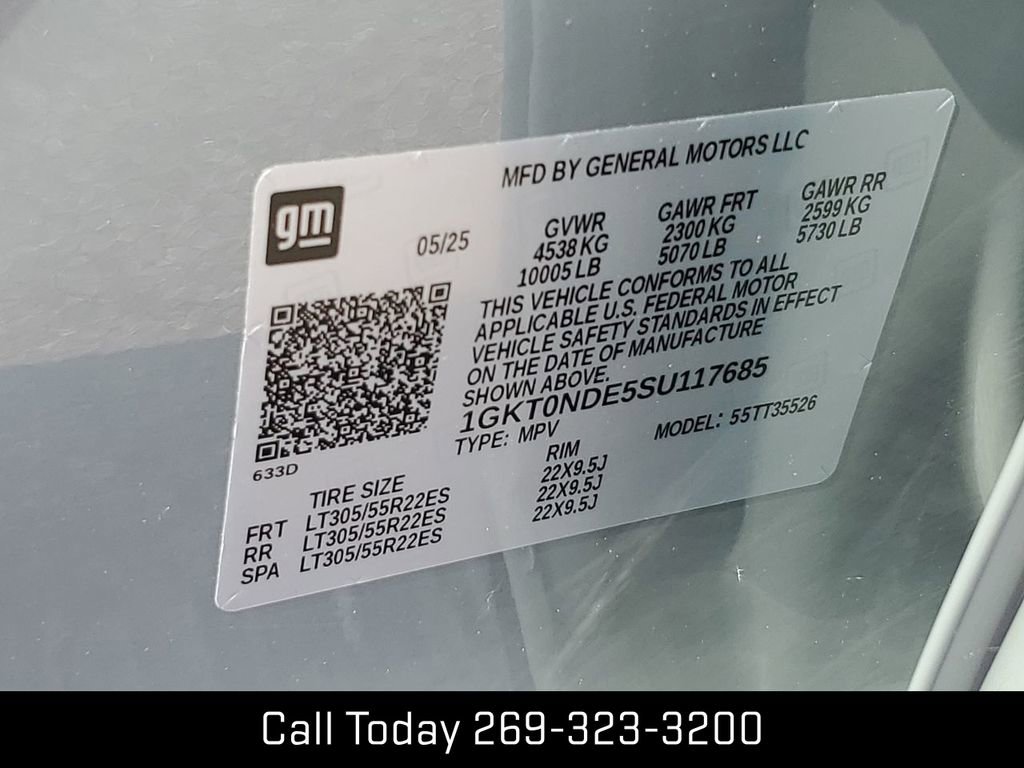 gm
MFD BY GENERAL MOTORS LLC
05/25
GVWR
4538 KG
10005 LB
GAWR FRT
2300 KG
5070 LB
GAWR RR
2599 KG
5730 LB
THIS VEHICLE CONFORMS TO ALL
APPLICABLE U.S. FEDERAL MOTOR
VEHICLE SAFETY STANDARDS IN EFFECT
ON THE DATE OF MANUFACTURE
SHOWN ABOVE.
1GKT0NDE5SU117685
TYPE: MPV
MODEL: 55TT35526
633D
TIRE SIZE
RIM
FRT LT305/55R22ES 22X9.5J
RR LT305/55R22ES 22X9.5J
SPA LT305/55R22ES 22X9.5J
Call Today 269-323-3200